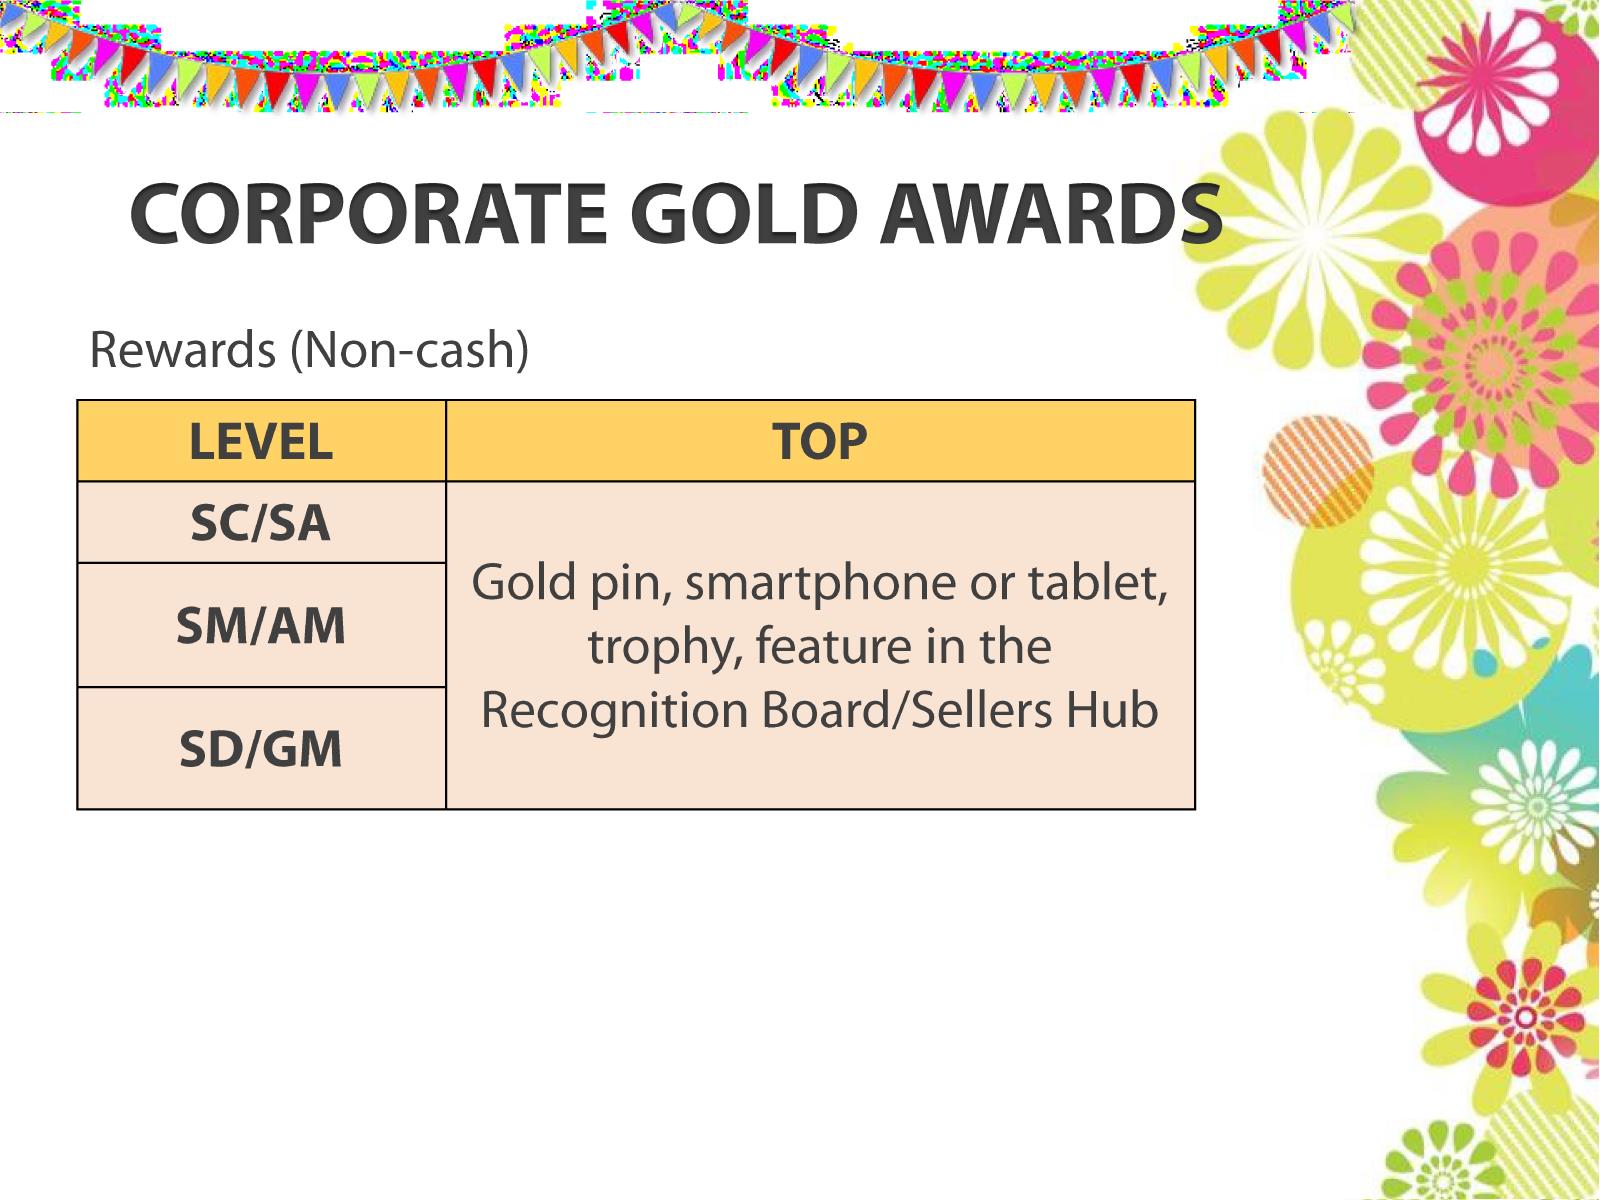 CORPORATE GOLD AWARDS
Rewards (Non-cash)
LEVEL TOP
SC/SA
SM/AM
SD/GM
Gold pin, smartphone or tablet,
trophy, feature in the
Recognition Board/Sellers Hub